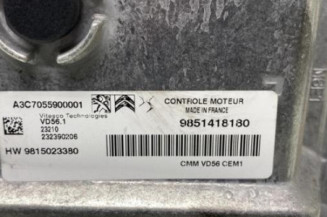 A3C7055900001
CONTROLE MOTEUR
MADE IN FRANCE
Vitesco Technologies
VD56.1
23210
232390206
9851418180
HW 9815023380
CMM VD56 CEM1